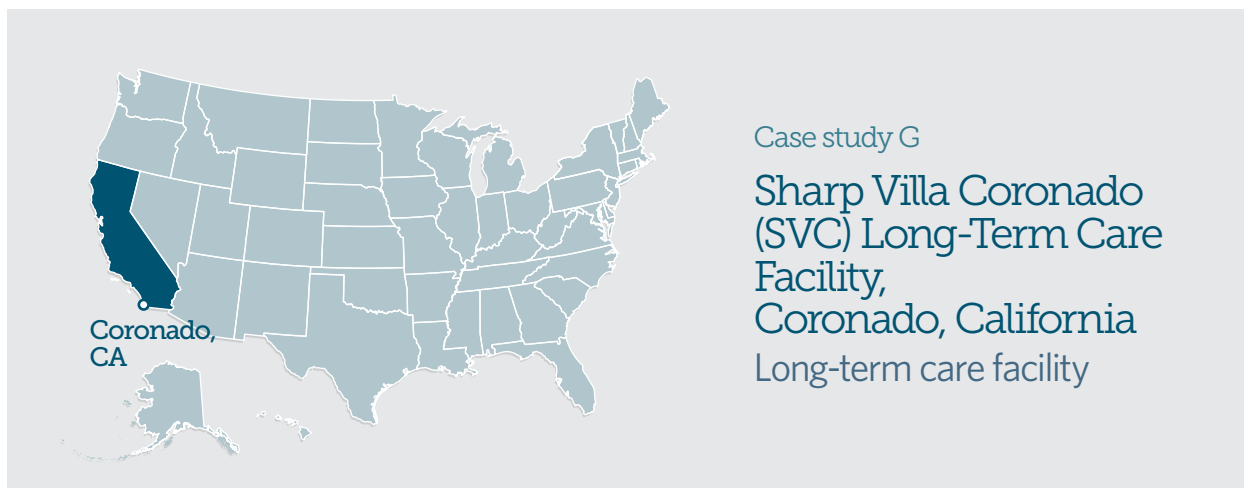 Case study G
Sharp Villa Coronado
(SVC) Long-Term Care
Facility,
Coronado, California
Long-term care facility
Coronado,
CA